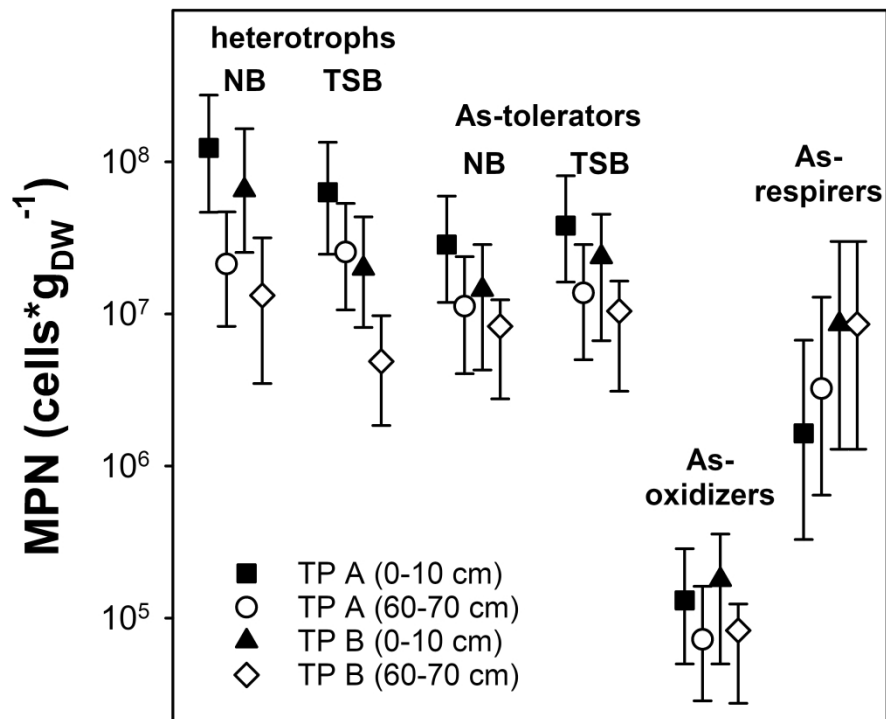 heterotrophs
NB TSB
As-tolerators
NB TSB
As-
respirers
As-
oxidizers
MPN (cells*g_DW^-1)
10^8
10^7
10^6
10^5
TP A (0-10 cm)
TP A (60-70 cm)
TP B (0-10 cm)
TP B (60-70 cm)